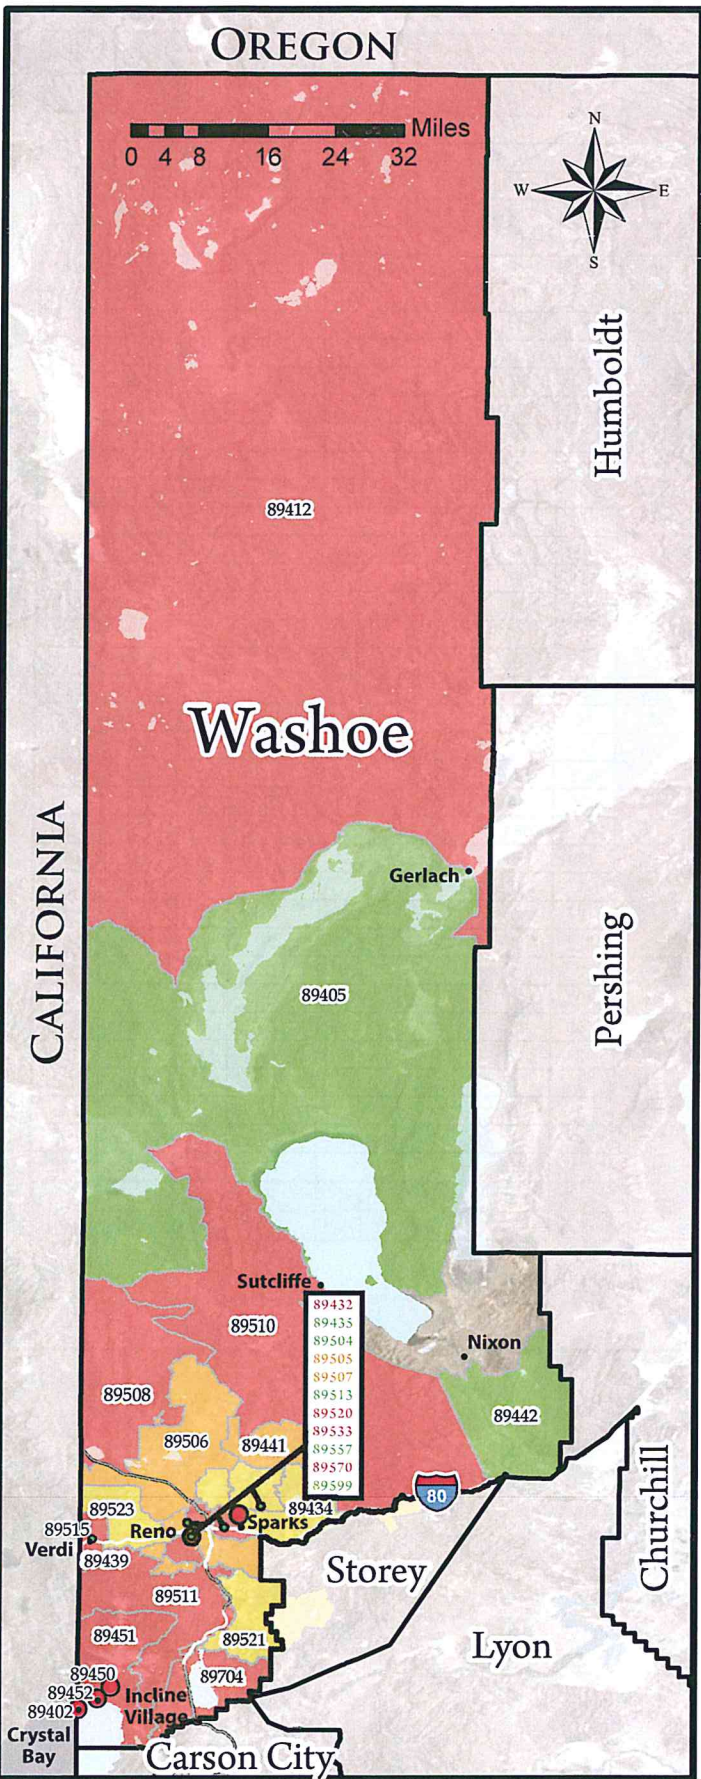 OREGON
Miles
0 4 8 16 24 32
N
W E
S
Humboldt
89412
Washoe
CALIFORNIA
Gerlach
Pershing
89405
Sutcliffe
89432
89435
89504
89505
89507
89513
89520
89533
89557
89570
89599
89510
Nixon
89508
89442
89506
89441
80
89523
89434
89515
Reno
Sparks
Verdi
89439
Churchill
Storey
89511
89451
89521
Lyon
89450
89704
89452
Incline
Village
89402
Crystal
Bay
Carson City